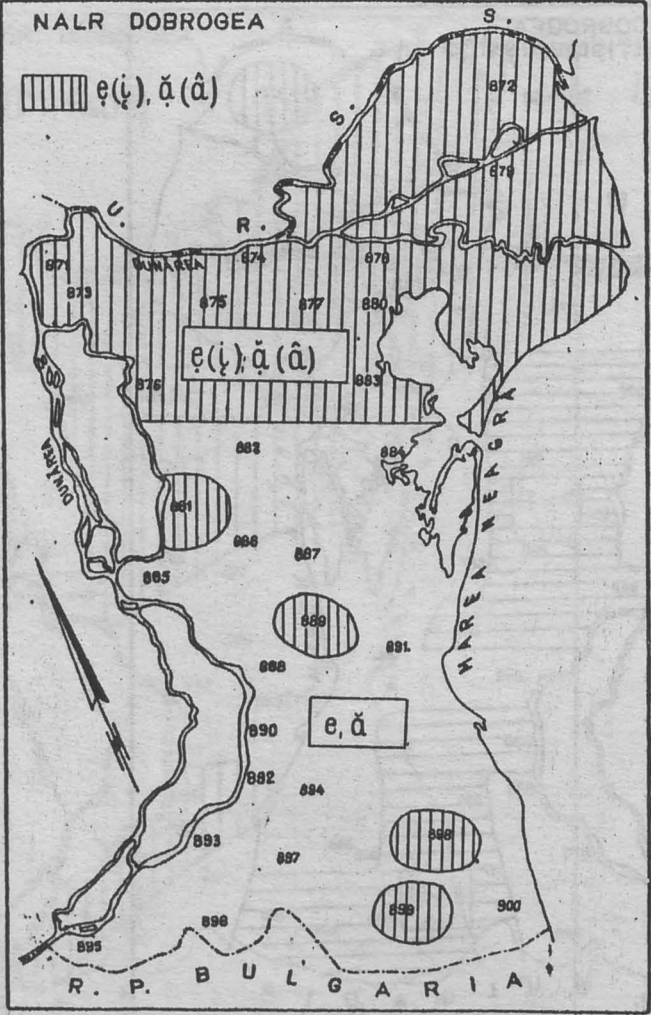 NALR DOBROGEA
ẹ(i̭), ặ(â)
S.
S.
U.
R.
872
879
871
DUNĂREA
874
878
873
875
877
880
ẹ(i̭), ặ(â)
876
883
882
884
DUNĂREA
881
886
887
885
889
891
888
MAREA NEAGRĂ
e, ă
890
892
894
893
898
897
899
900
896
895
R. P. BULGARIA